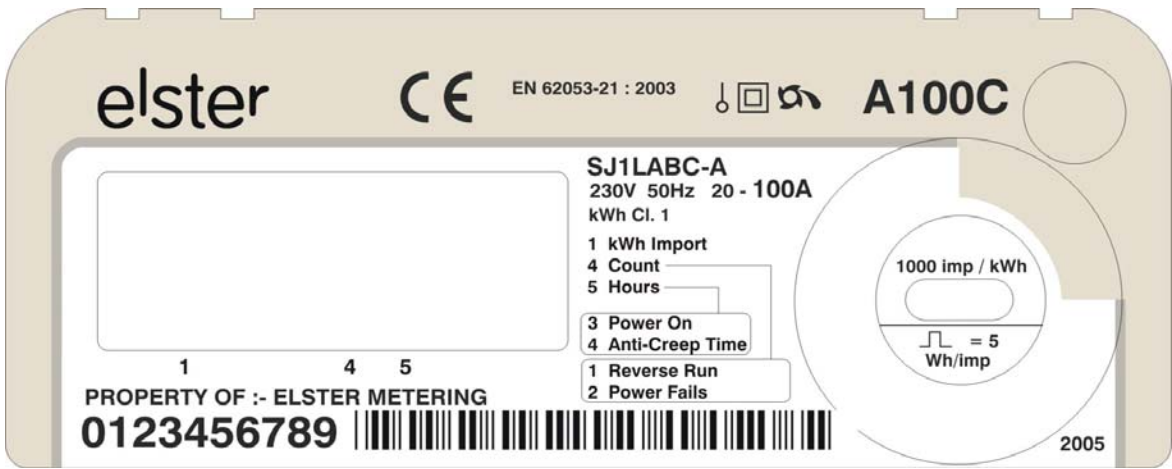 elster CE EN 62053-21 : 2003 A100C
SJ1LABC-A
230V 50Hz 20 - 100A
kWh Cl. 1
1 kWh Import
4 Count
5 Hours
3 Power On
4 Anti-Creep Time
1 Reverse Run
2 Power Fails
1 4 5
PROPERTY OF :- ELSTER METERING
0123456789
1000 imp / kWh
= 5
Wh/imp
2005